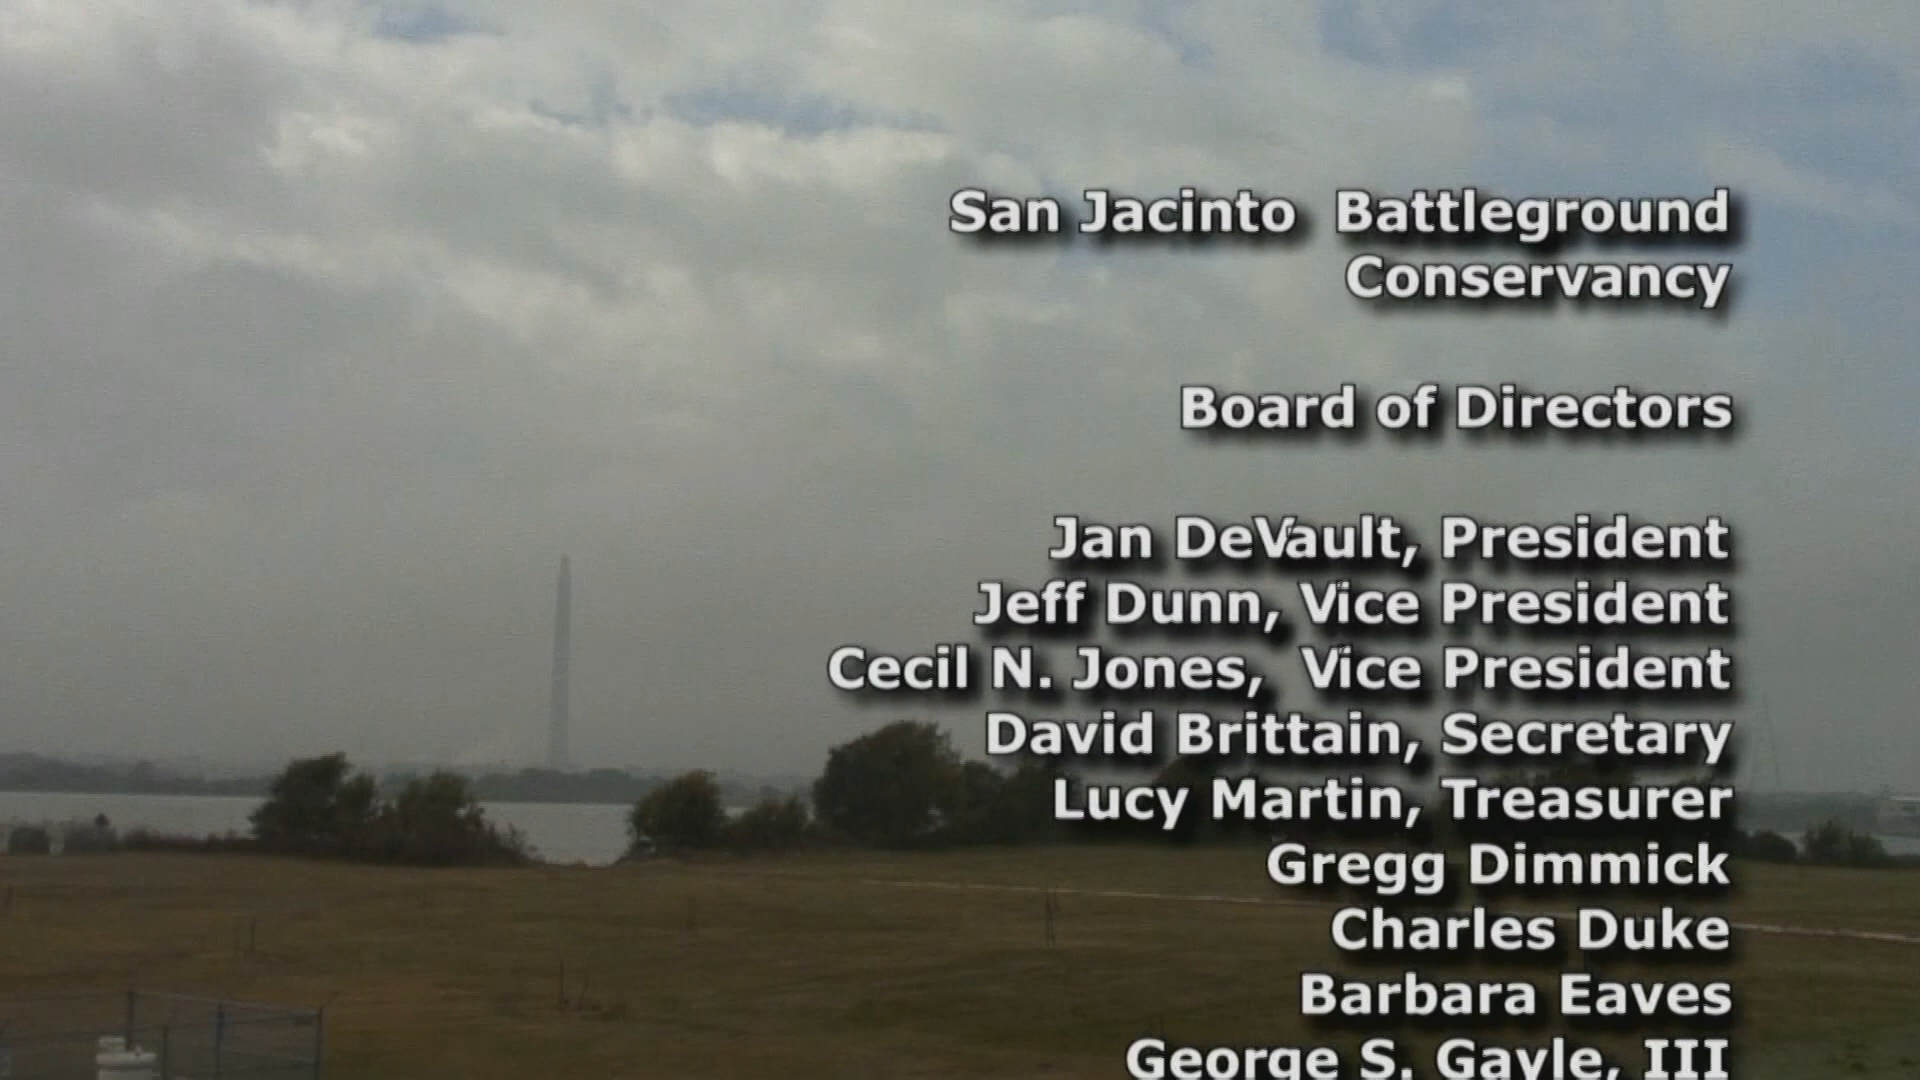 San Jacinto  Battleground
Conservancy
Board of Directors
Jan DeVault, President
Jeff Dunn, Vice President
Cecil N. Jones,  Vice President
David Brittain, Secretary
Lucy Martin, Treasurer
Gregg Dimmick
Charles Duke
Barbara Eaves
George S. Gayle, III